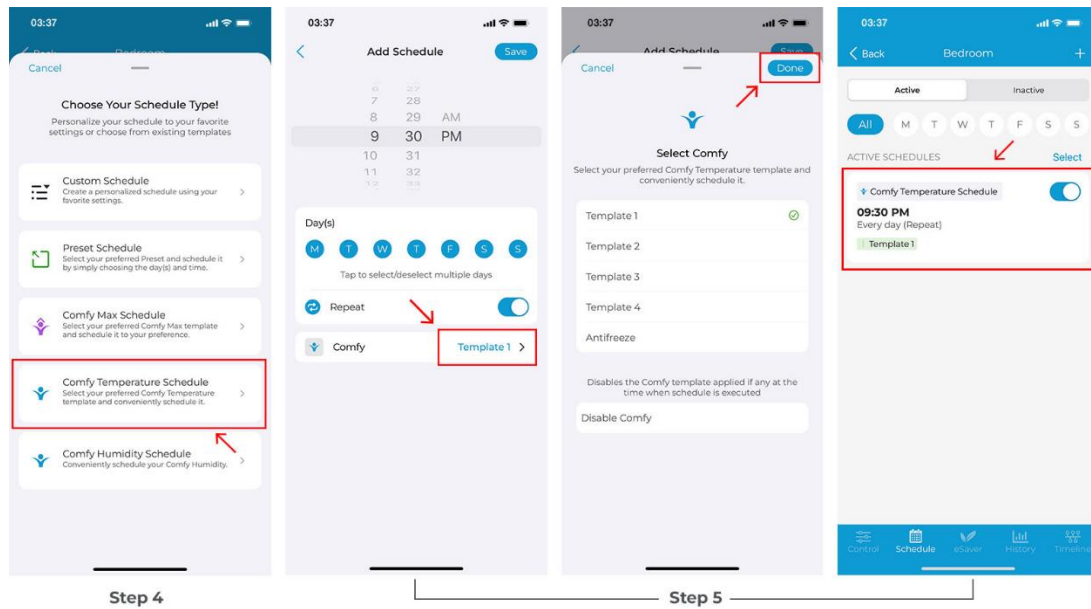 03:37
Back
Bedroom
Cancel
Choose Your Schedule Type!
Personalize your schedule to your favorite
settings or choose from existing templates
Custom Schedule
Create a personalized schedule using your
favorite settings.
Preset Schedule
Select your preferred Preset and schedule it
by simply choosing the day(s) and time.
Comfy Max Schedule
Select your preferred Comfy Max template
and schedule it to your preference.
Comfy Temperature Schedule
Select your preferred Comfy Temperature
template and conveniently schedule it.
Comfy Humidity Schedule
Conveniently schedule your Comfy Humidity.
Step 4
03:37
Add Schedule
Save
6 27
7 28
8 29 AM
9 30 PM
10 31
11 32
12 33
Day(s)
M T W T F S S
Tap to select/deselect multiple days
Repeat
Comfy
Template 1
03:37
Add Schedule
Save
Cancel
Done
Select Comfy
Select your preferred Comfy Temperature template and
conveniently schedule it.
Template 1
Template 2
Template 3
Template 4
Antifreeze
Disables the Comfy template applied if any at the
time when schedule is executed
Disable Comfy
03:37
Back
Bedroom
+
Active
Inactive
All M T W T F S S
ACTIVE SCHEDULES
Select
Comfy Temperature Schedule
09:30 PM
Every day (Repeat)
Template 1
Control
Schedule
eSaver
History
Timeline
Step 5